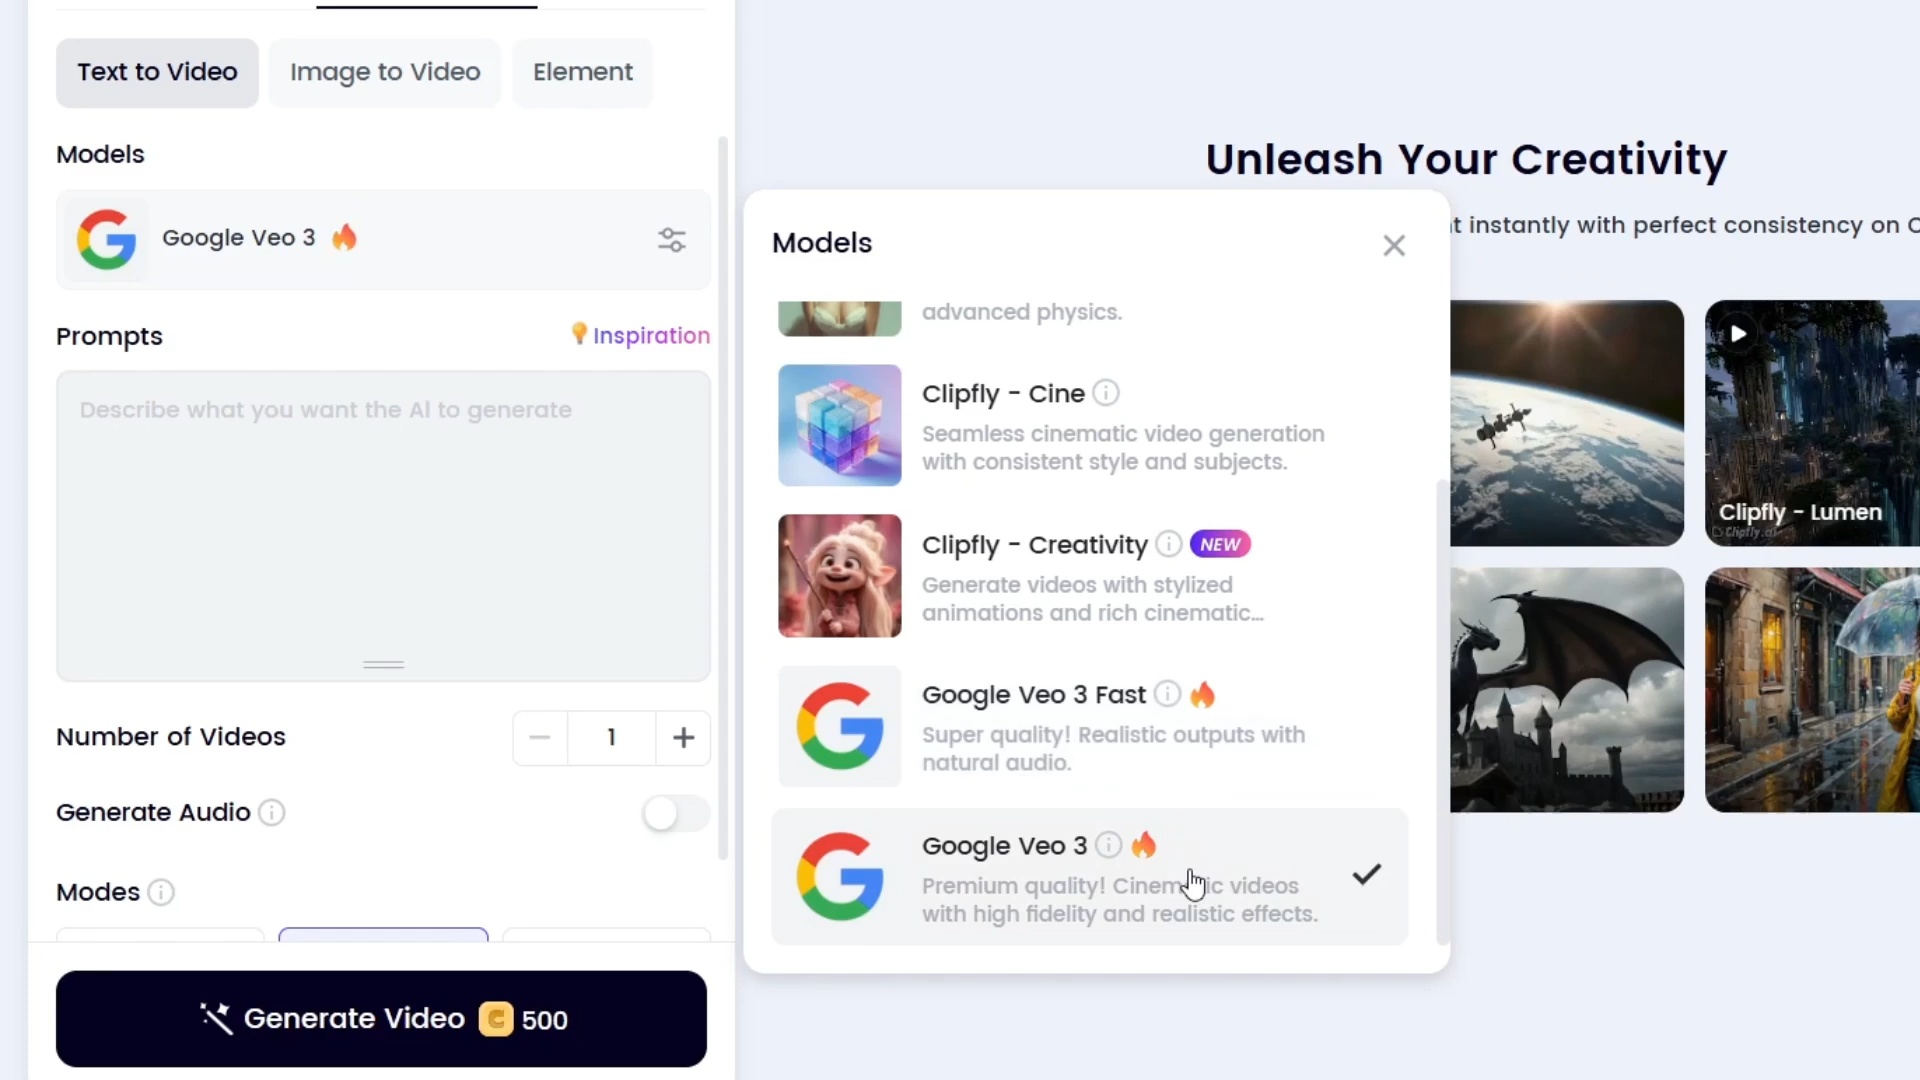 Text to Video
Image to Video
Element
Models
Google Veo 3
Prompts
Inspiration
Describe what you want the AI to generate
Number of Videos
1
Generate Audio
Modes
Generate Video
500
Models
advanced physics.
Clipfly - Cine
Seamless cinematic video generation
with consistent style and subjects.
Clipfly - Creativity
NEW
Generate videos with stylized
animations and rich cinematic...
Google Veo 3 Fast
Super quality! Realistic outputs with
natural audio.
Google Veo 3
Premium quality! Cinematic videos
with high fidelity and realistic effects.
Unleash Your Creativity
instantly with perfect consistency on
Clipfly - Lumen
Clipfly.ai